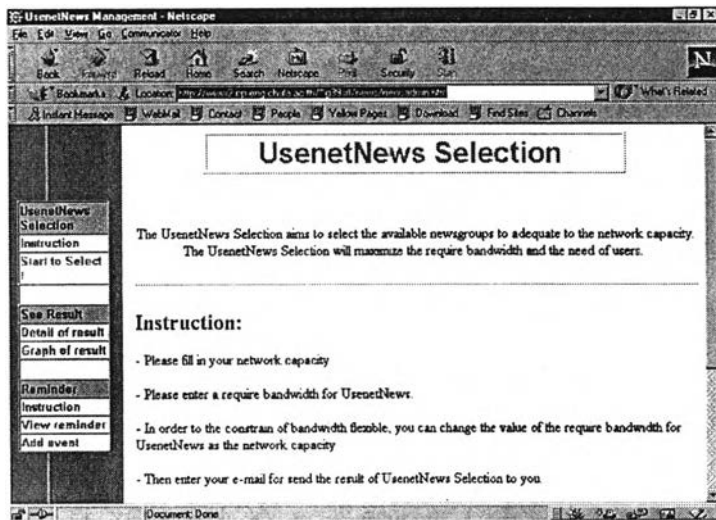 UsenetNews Management - Netscape
File Edit View Go Communicator Help
Back Forward Reload Home Search Netscape Print Security Stop
Bookmarks Location: What's Related
Instant Message WebMail Contact People Yellow Pages Download Find Sites Channels
UsenetNews Selection
UsenetNews
Selection
Instruction
Start to Select
!
See Result
Detail of result
Graph of result
Reminder
Instruction
View reminder
Add event
The UsenetNews Selection aims to select the available newsgroups to adequate to the network capacity.
The UsenetNews Selection will maximize the require bandwidth and the need of users.
Instruction:
- Please fill in your network capacity
- Please enter a require bandwidth for UsenetNews.
- In order to the constrain of bandwidth flexible, you can change the value of the require bandwidth for
UsenetNews as the network capacity
- Then enter your e-mail for send the result of UsenetNews Selection to you
Document: Done